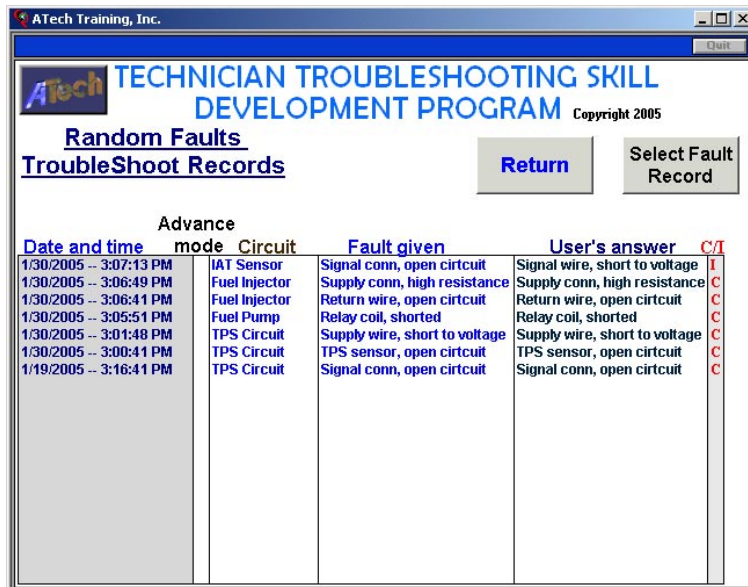 ATech Training, Inc.
Quit
ATech
TECHNICIAN TROUBLESHOOTING SKILL
DEVELOPMENT PROGRAM Copyright 2005
Random Faults
TroubleShoot Records
Return
Select Fault
Record
Advance
Date and time mode Circuit Fault given User's answer C/I
1/30/2005 -- 3:07:13 PM IAT Sensor Signal conn, open cirtcuit Signal wire, short to voltage I
1/30/2005 -- 3:06:49 PM Fuel Injector Supply conn, high resistance Supply conn, high resistance C
1/30/2005 -- 3:06:41 PM Fuel Injector Return wire, open cirtcuit Return wire, open cirtcuit C
1/30/2005 -- 3:05:51 PM Fuel Pump Relay coil, shorted Relay coil, shorted C
1/30/2005 -- 3:01:48 PM TPS Circuit Supply wire, short to voltage Supply wire, short to voltage C
1/30/2005 -- 3:00:41 PM TPS Circuit TPS sensor, open cirtcuit TPS sensor, open cirtcuit C
1/19/2005 -- 3:16:41 PM TPS Circuit Signal conn, open cirtcuit Signal conn, open cirtcuit C